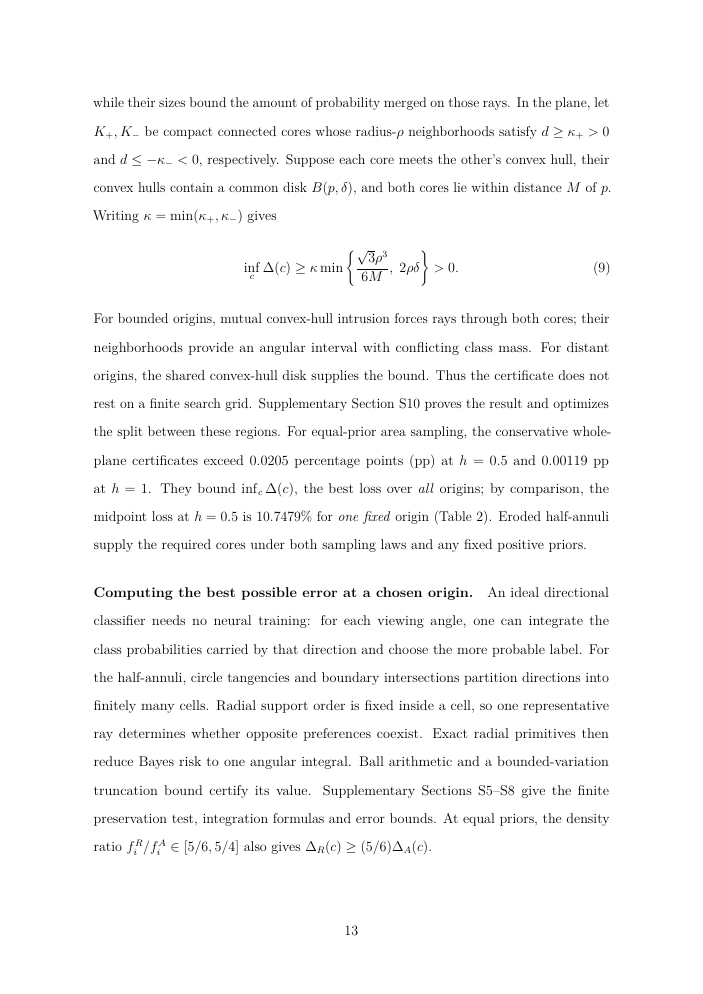 while their sizes bound the amount of probability merged on those rays. In the plane, let
K₊, K₋ be compact connected cores whose radius-ρ neighborhoods satisfy d ≥ κ₊ > 0
and d ≤ −κ₋ < 0, respectively. Suppose each core meets the other's convex hull, their
convex hulls contain a common disk B(p, δ), and both cores lie within distance M of p.
Writing κ = min(κ₊, κ₋) gives
inf_c Δ(c) ≥ κ min { √3ρ³/6M, 2ρδ } > 0. (9)
For bounded origins, mutual convex-hull intrusion forces rays through both cores; their
neighborhoods provide an angular interval with conflicting class mass. For distant
origins, the shared convex-hull disk supplies the bound. Thus the certificate does not
rest on a finite search grid. Supplementary Section S10 proves the result and optimizes
the split between these regions. For equal-prior area sampling, the conservative whole-
plane certificates exceed 0.0205 percentage points (pp) at h = 0.5 and 0.00119 pp
at h = 1. They bound inf_c Δ(c), the best loss over all origins; by comparison, the
midpoint loss at h = 0.5 is 10.7479% for one fixed origin (Table 2). Eroded half-annuli
supply the required cores under both sampling laws and any fixed positive priors.
Computing the best possible error at a chosen origin. An ideal directional
classifier needs no neural training: for each viewing angle, one can integrate the
class probabilities carried by that direction and choose the more probable label. For
the half-annuli, circle tangencies and boundary intersections partition directions into
finitely many cells. Radial support order is fixed inside a cell, so one representative
ray determines whether opposite preferences coexist. Exact radial primitives then
reduce Bayes risk to one angular integral. Ball arithmetic and a bounded-variation
truncation bound certify its value. Supplementary Sections S5–S8 give the finite
preservation test, integration formulas and error bounds. At equal priors, the density
ratio f_i^R/f_i^A ∈ [5/6, 5/4] also gives Δ_R(c) ≥ (5/6)Δ_A(c).
13